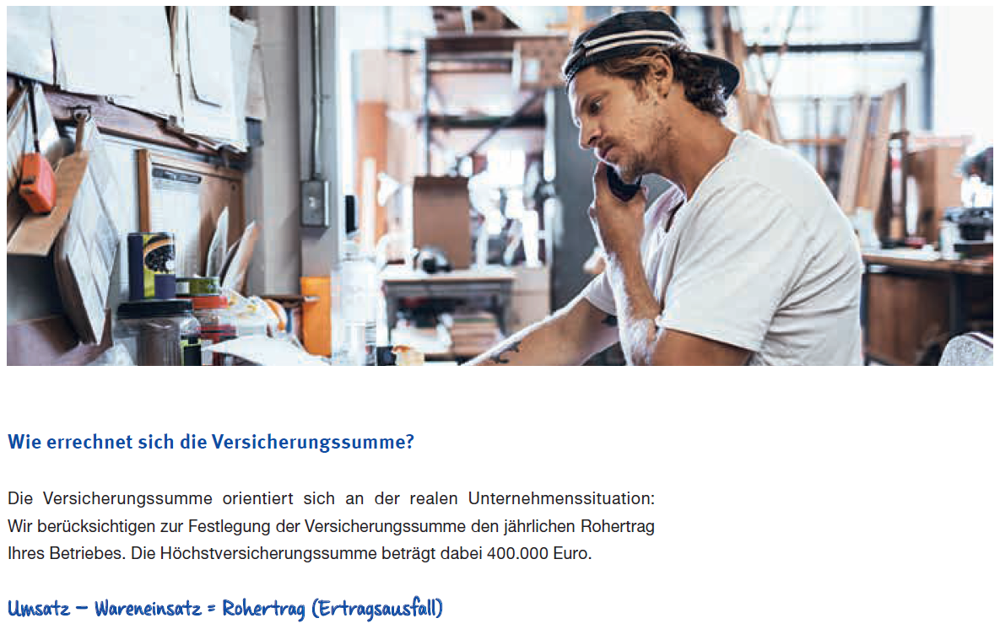 Wie errechnet sich die Versicherungssumme?
Die Versicherungssumme orientiert sich an der realen Unternehmenssituation:
Wir berücksichtigen zur Festlegung der Versicherungssumme den jährlichen Rohertrag
Ihres Betriebes. Die Höchstversicherungssumme beträgt dabei 400.000 Euro.
Umsatz – Wareneinsatz = Rohertrag (Ertragsausfall)